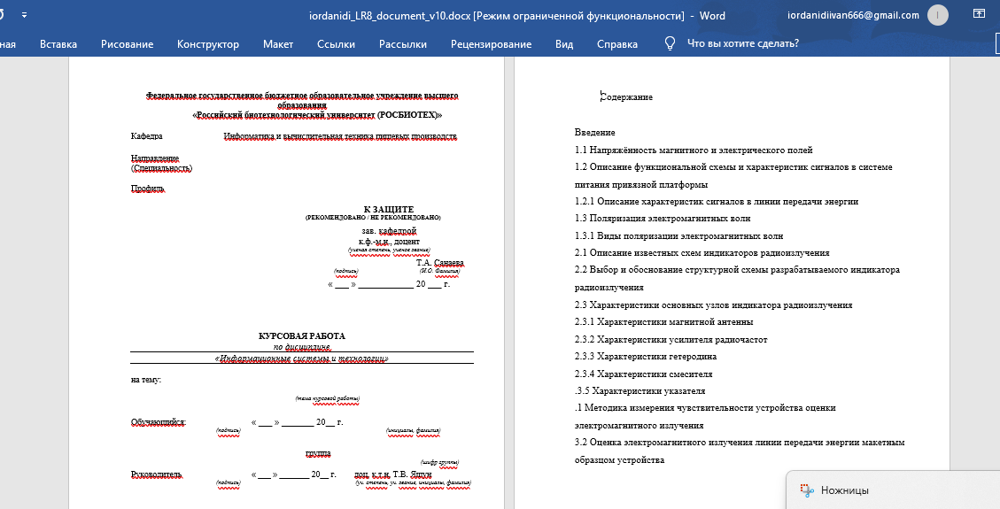 iordanidi_LR8_document_v10.docx [Режим ограниченной функциональности] - Word
iordanidiivan666@gmail.com
I
ная Вставка Рисование Конструктор Макет Ссылки Рассылки Рецензирование Вид Справка Что вы хотите сделать?
Федеральное государственное бюджетное образовательное учреждение высшего
образования
«Российский биотехнологический университет (РОСБИОТЕХ)»
Кафедра Информатика и вычислительная техника пищевых производств
Направление
(Специальность)
Профиль
К ЗАЩИТЕ
(РЕКОМЕНДОВАНО / НЕ РЕКОМЕНДОВАНО)
зав. кафедрой
к.ф.-м.н., доцент
(ученая степень, ученое звание)
Т.А. Санаева
(подпись) (И.О. Фамилия)
« ___ » _____________ 20 ___ г.
КУРСОВАЯ РАБОТА
по дисциплине
«Информационные системы и технологии»
на тему:
(тема курсовой работы)
Обучающийся: « ___ » ________ 20__ г.
(подпись) (инициалы, фамилия)
группа
(шифр группы)
Руководитель « ___ » ________ 20__ г. доц. к.т.н. Т.В. Яшун
(подпись) (уч. степень, уч. звание, инициалы, фамилия)
Содержание
Введение
1.1 Напряжённость магнитного и электрического полей
1.2 Описание функциональной схемы и характеристик сигналов в системе
питания привязной платформы
1.2.1 Описание характеристик сигналов в линии передачи энергии
1.3 Поляризация электромагнитных волн
1.3.1 Виды поляризации электромагнитных волн
2.1 Описание известных схем индикаторов радиоизлучения
2.2 Выбор и обоснование структурной схемы разрабатываемого индикатора
радиоизлучения
2.3 Характеристики основных узлов индикатора радиоизлучения
2.3.1 Характеристики магнитной антенны
2.3.2 Характеристики усилителя радиочастот
2.3.3 Характеристики гетеродина
2.3.4 Характеристики смесителя
.3.5 Характеристики указателя
.1 Методика измерения чувствительности устройства оценки
электромагнитного излучения
3.2 Оценка электромагнитного излучения линии передачи энергии макетным
образцом устройства
Ножницы